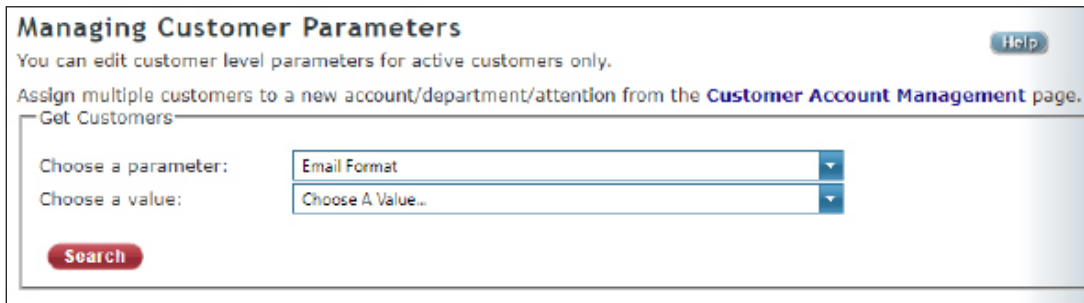 Managing Customer Parameters
Help
You can edit customer level parameters for active customers only.
Assign multiple customers to a new account/department/attention from the Customer Account Management page.
Get Customers
Choose a parameter: Email Format
Choose a value: Choose A Value...
Search